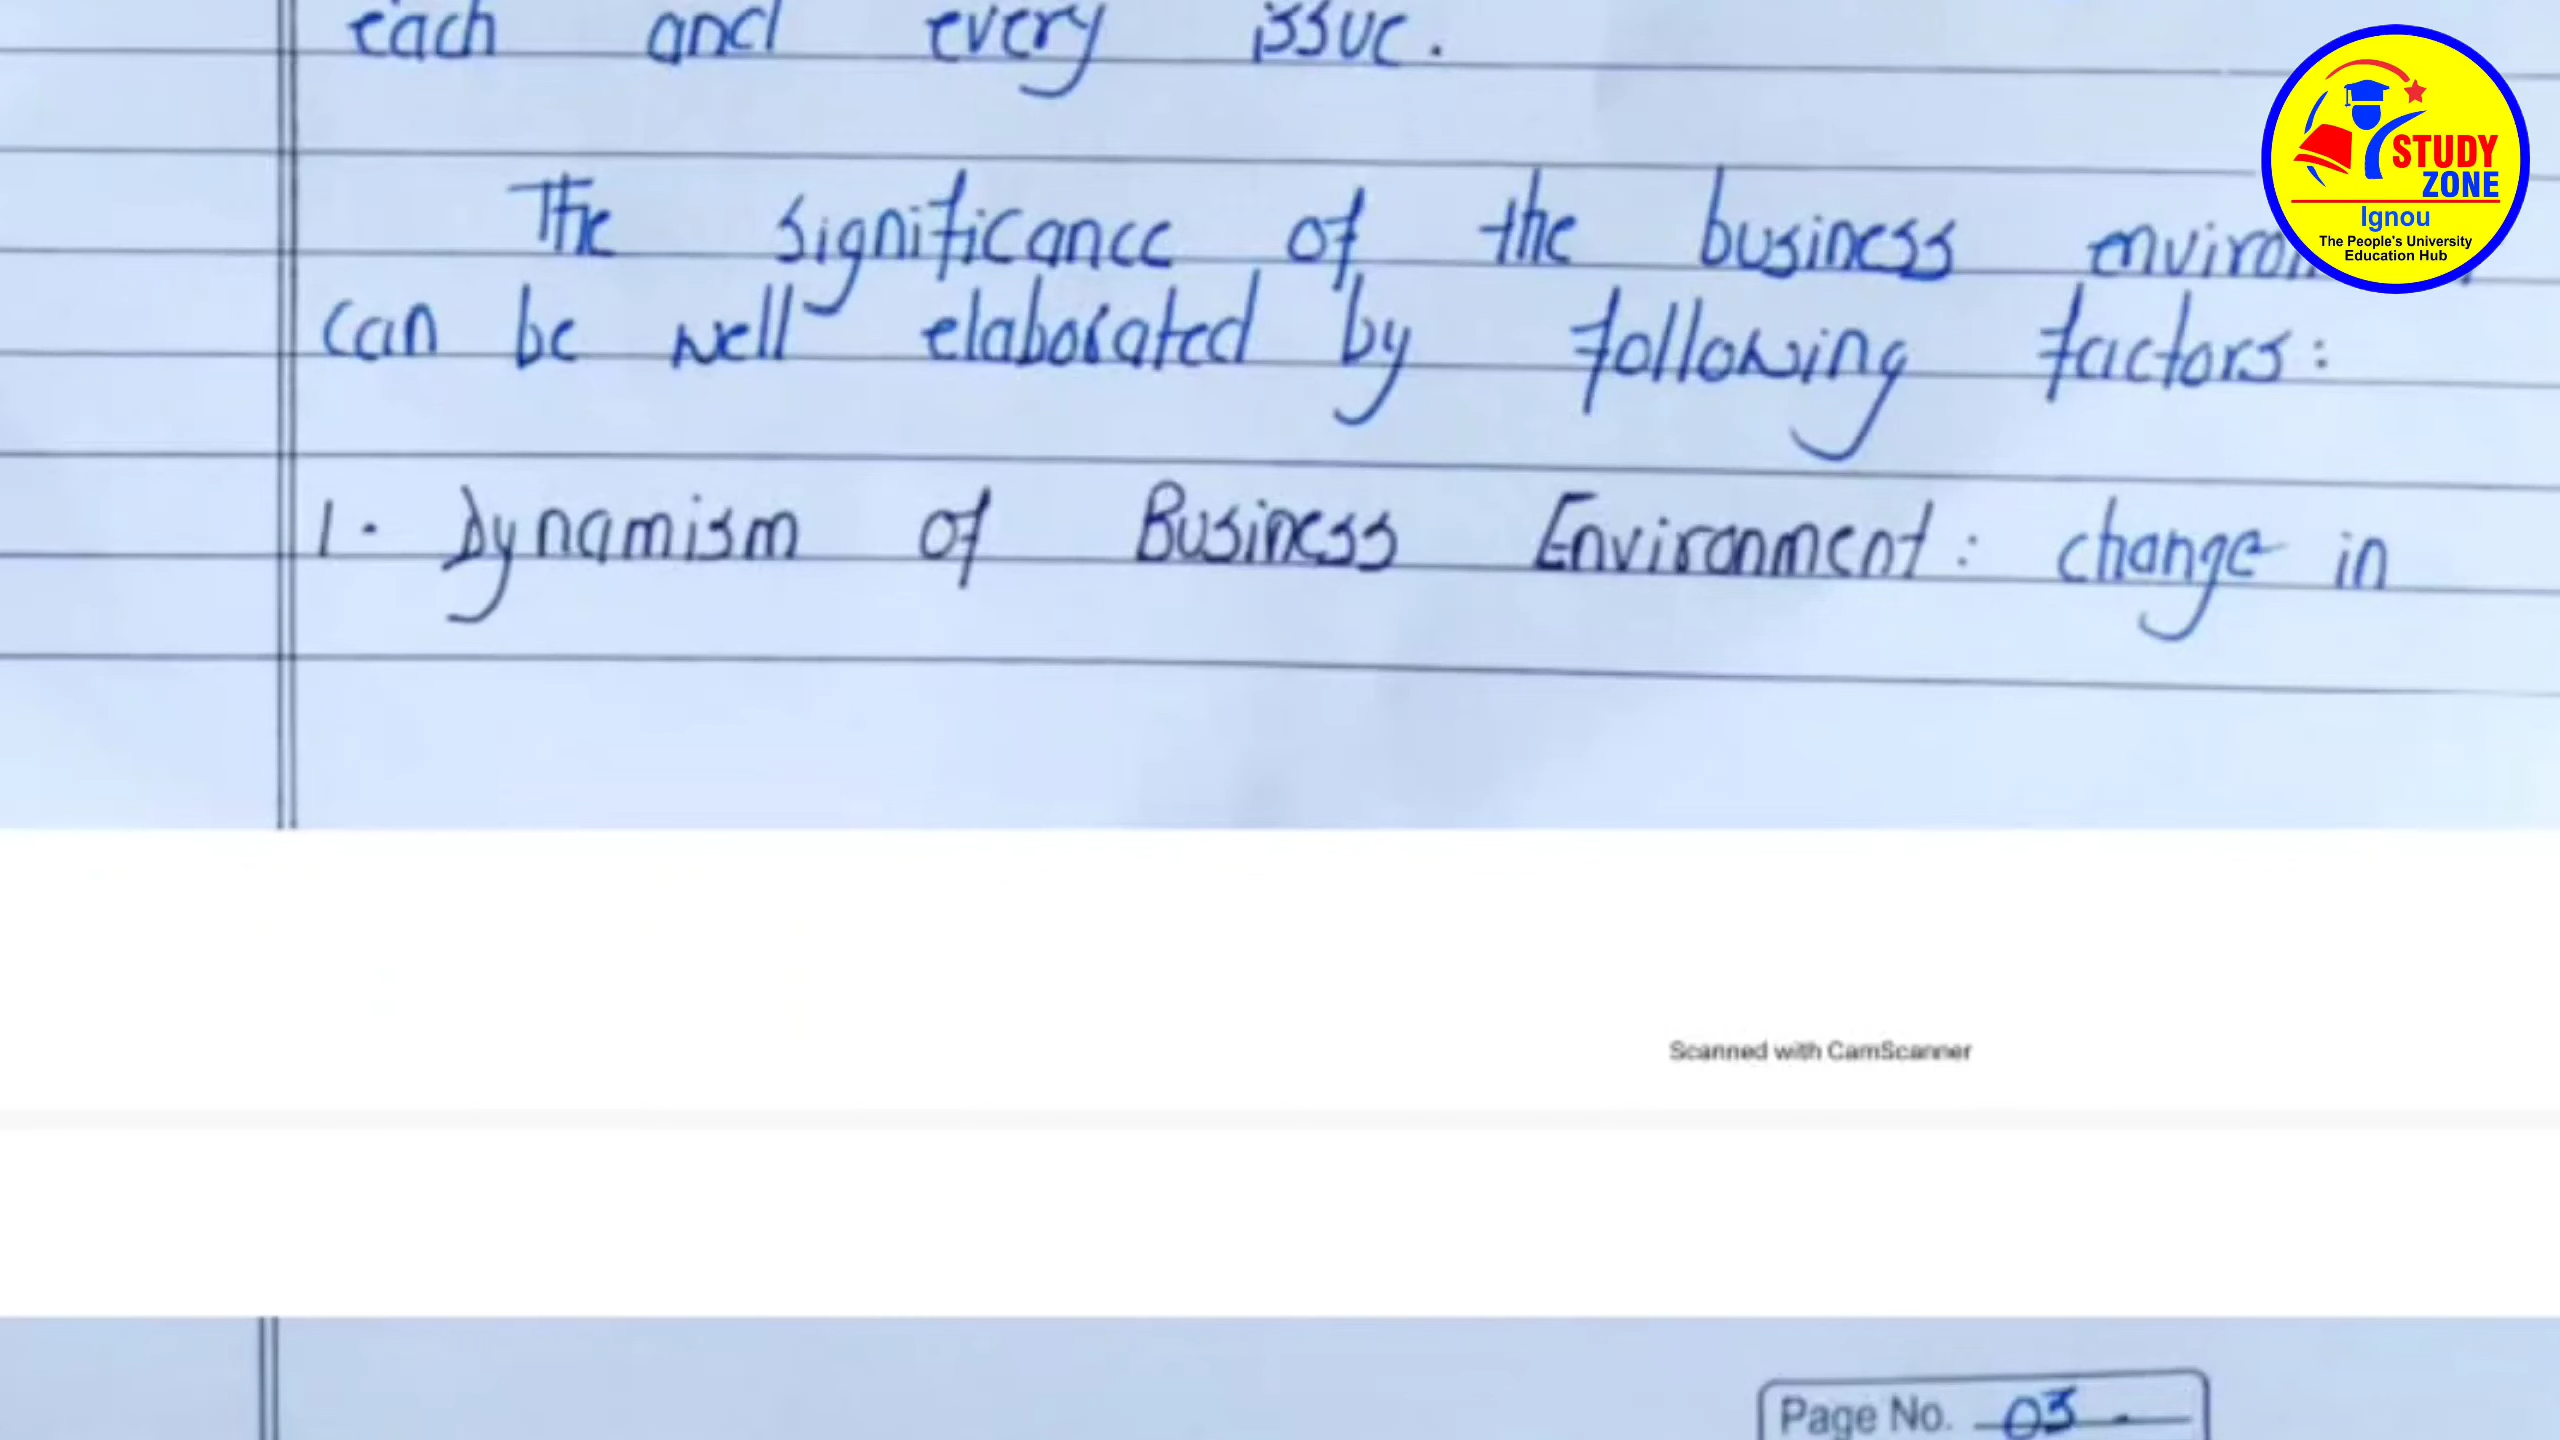 each and every issue.
STUDY
ZONE
Ignou
The People's University
Education Hub
The significance of the business
can be well elaborated by following factors:
1. Dynamism of Business Environment: change in
Scanned with CamScanner
Page No. 03